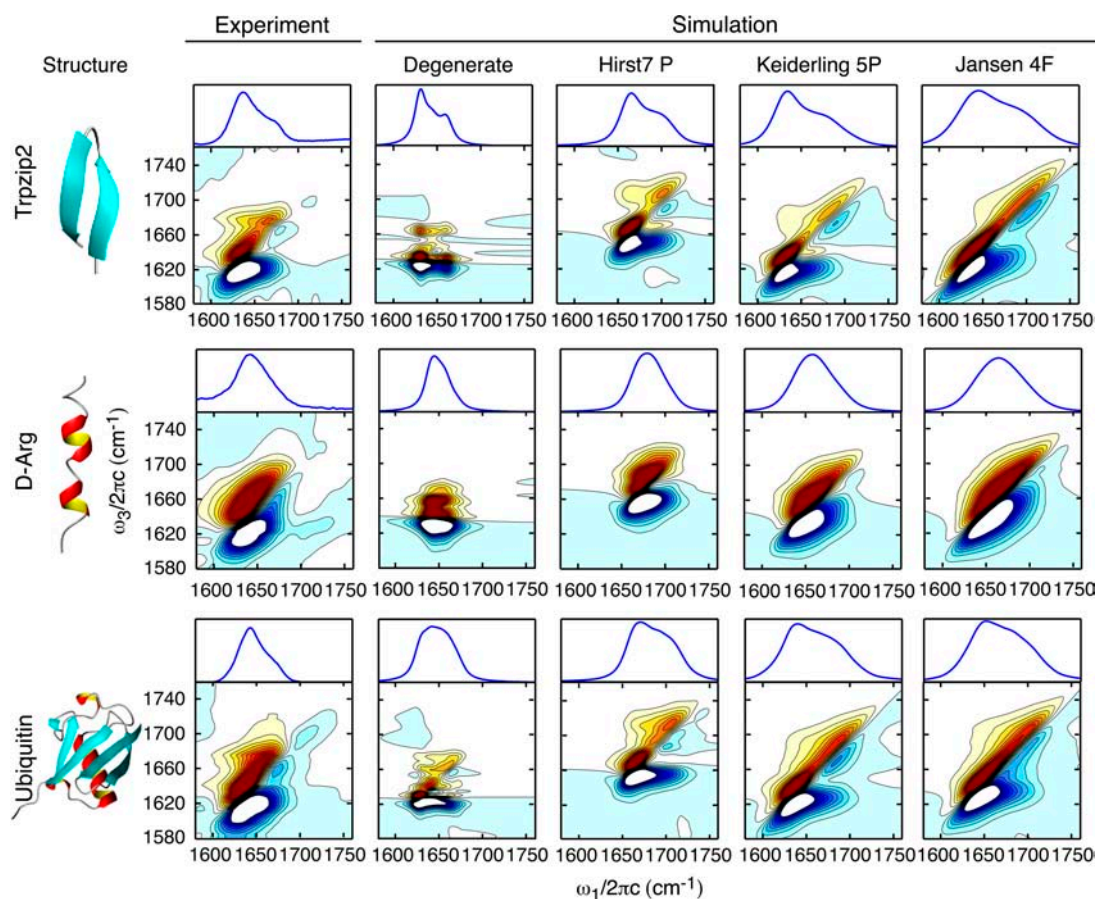 Experiment Simulation
Structure Degenerate Hirst7 P Keiderling 5P Jansen 4F
Trpzip2
1740
1700
1660
1620
1580
1600 1650 1700 1750 1600 1650 1700 1750 1600 1650 1700 1750 1600 1650 1700 1750 1600 1650 1700 1750
D-Arg
ω3/2πc (cm-1)
1740
1700
1660
1620
1580
1600 1650 1700 1750 1600 1650 1700 1750 1600 1650 1700 1750 1600 1650 1700 1750 1600 1650 1700 1750
Ubiquitin
1740
1700
1660
1620
1580
1600 1650 1700 1750 1600 1650 1700 1750 1600 1650 1700 1750 1600 1650 1700 1750 1600 1650 1700 1750
ω1/2πc (cm-1)